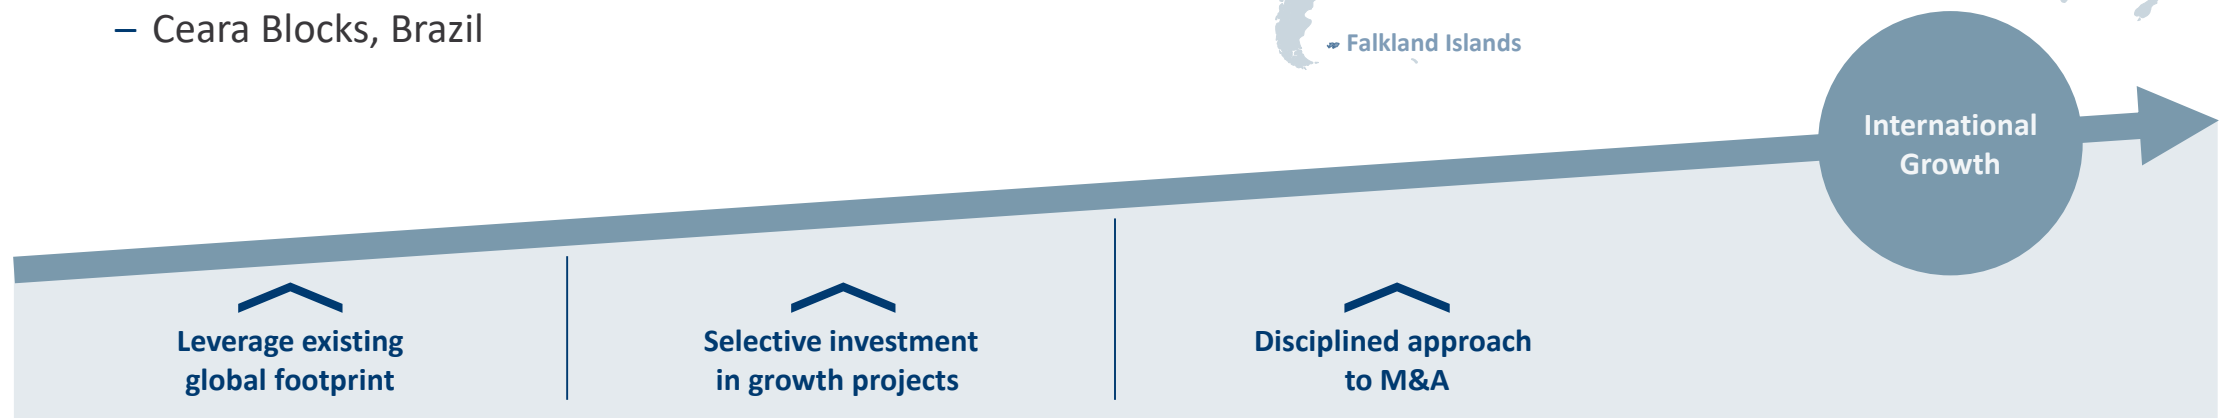 – Ceara Blocks, Brazil
Falkland Islands
International
Growth
Leverage existing
global footprint
Selective investment
in growth projects
Disciplined approach
to M&A